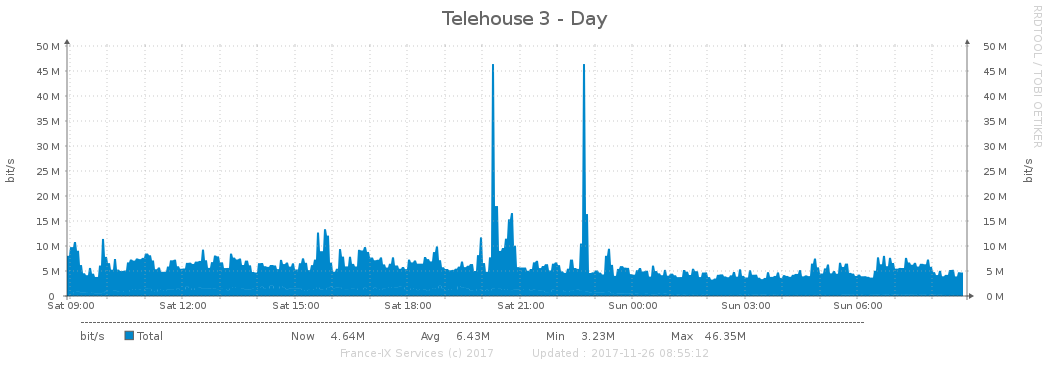 Telehouse 3 - Day
RRDTOOL / TOBI OETIKER
50 M 50 M
45 M 45 M
40 M 40 M
35 M 35 M
30 M 30 M
25 M 25 M
20 M 20 M
15 M 15 M
10 M 10 M
5 M 5 M
0 0 M
bit/s bit/s
Sat 09:00 Sat 12:00 Sat 15:00 Sat 18:00 Sat 21:00 Sun 00:00 Sun 03:00 Sun 06:00
bit/s Total Now 4.64M Avg 6.43M Min 3.23M Max 46.35M
France-IX Services (c) 2017 Updated : 2017-11-26 08:55:12